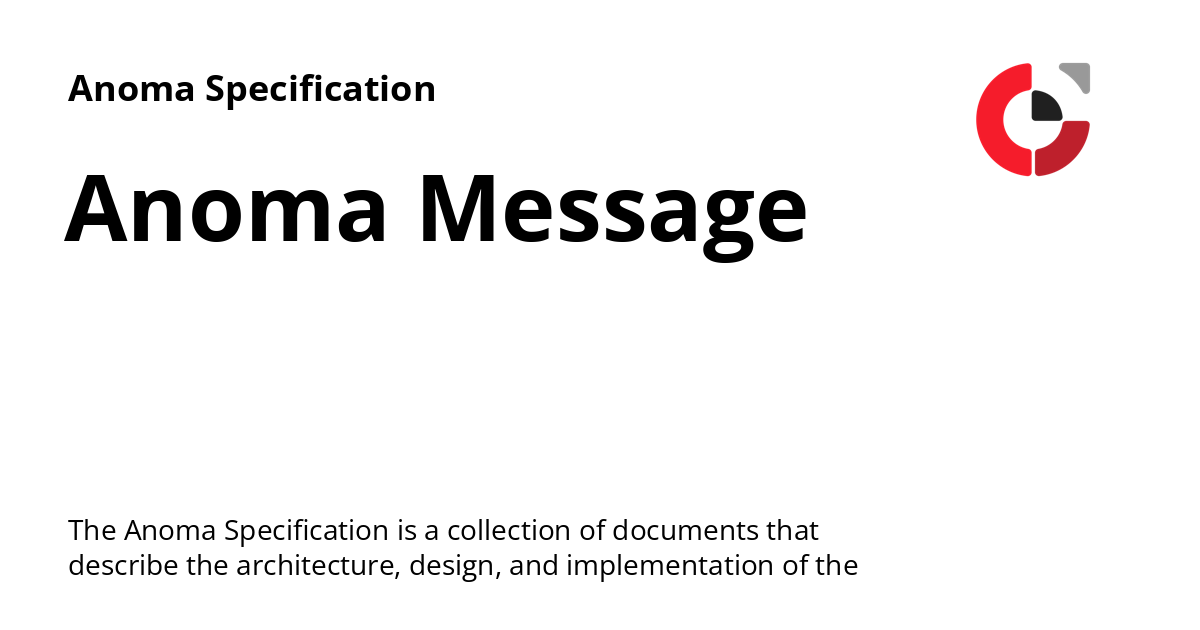 Anoma Specification
Anoma Message
The Anoma Specification is a collection of documents that
describe the architecture, design, and implementation of the